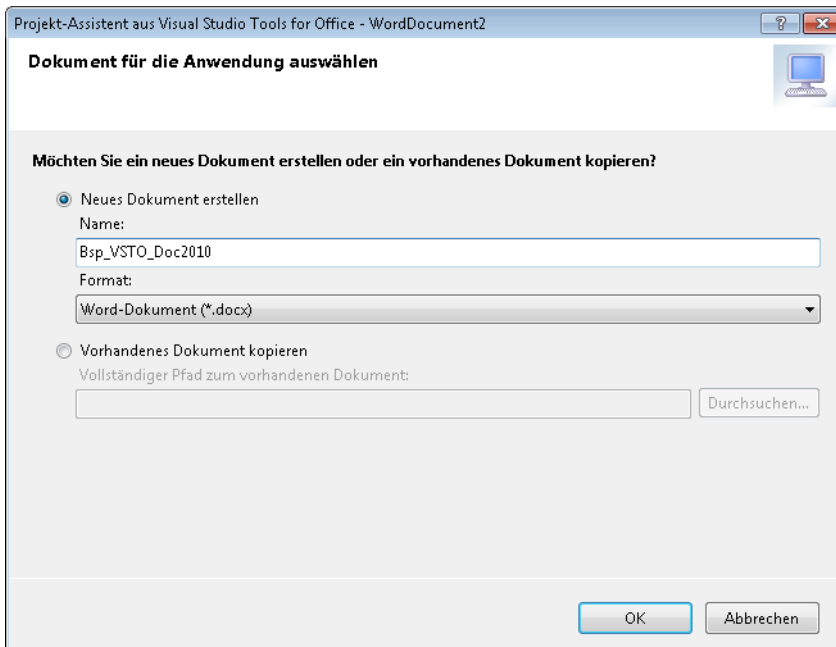 Projekt-Assistent aus Visual Studio Tools for Office - WordDocument2
Dokument für die Anwendung auswählen
Möchten Sie ein neues Dokument erstellen oder ein vorhandenes Dokument kopieren?
Neues Dokument erstellen
Name:
Bsp_VSTO_Doc2010
Format:
Word-Dokument (*.docx)
Vorhandenes Dokument kopieren
Vollständiger Pfad zum vorhandenen Dokument:
Durchsuchen...
OK Abbrechen